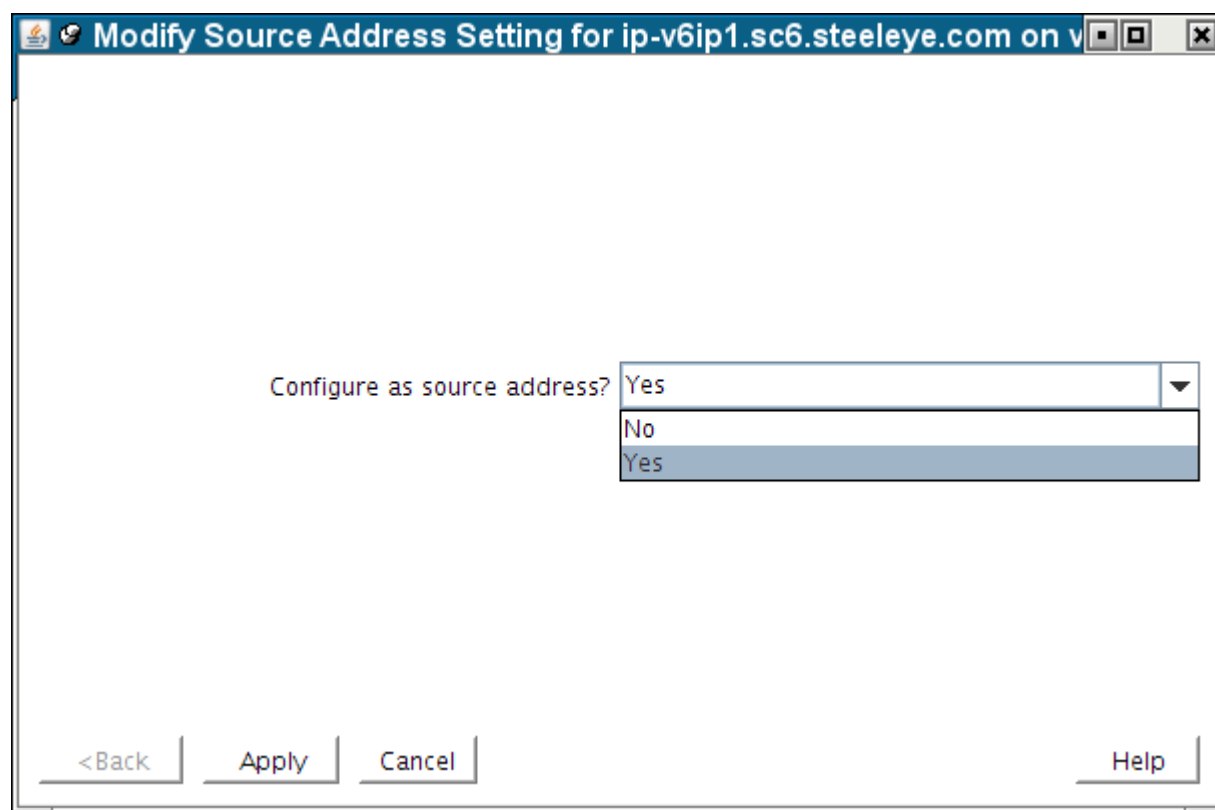 Modify Source Address Setting for ip-v6ip1.sc6.steeleye.com on v
Configure as source address? Yes
No
Yes
<Back Apply Cancel Help